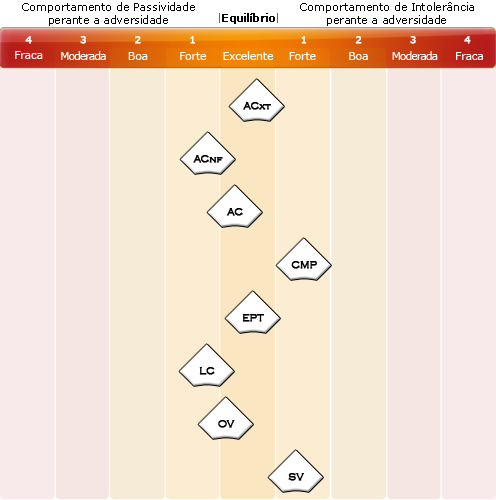 Comportamento de Passividade
perante a adversidade
|Equilíbrio|
Comportamento de Intolerância
perante a adversidade
4 3 2 1 1 2 3 4
Fraca Moderada Boa Forte Excelente Forte Boa Moderada Fraca
ACXT
ACNF
AC
CMP
EPT
LC
OV
SV